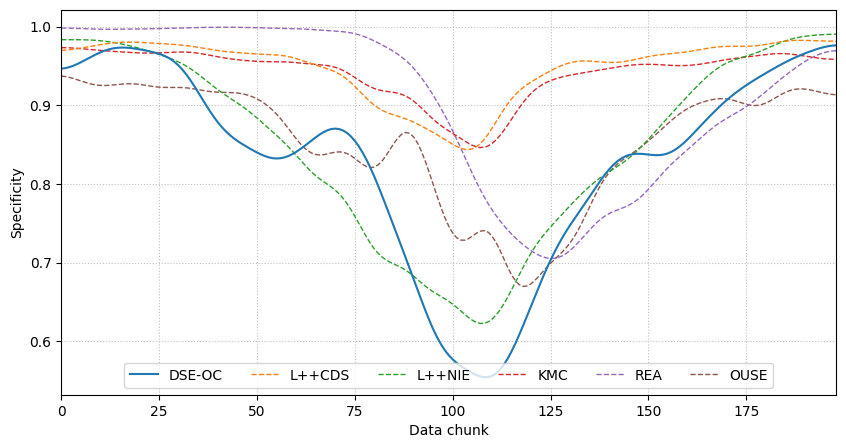 1.0
0.9
0.8
0.7
0.6
Specificity
DSE-OC L++CDS L++NIE KMC REA OUSE
0 25 50 75 100 125 150 175
Data chunk